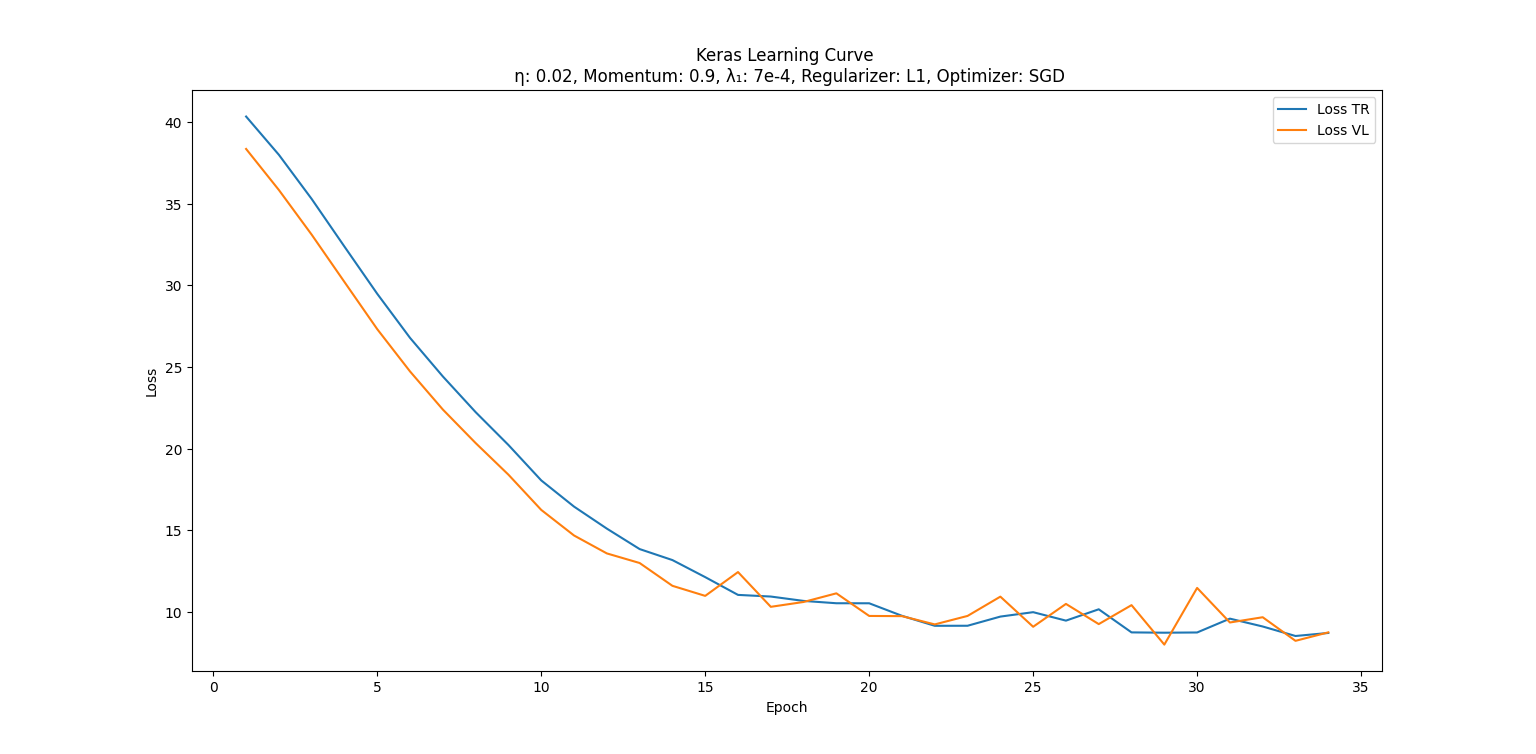 Keras Learning Curve
η: 0.02, Momentum: 0.9, λ₁: 7e-4, Regularizer: L1, Optimizer: SGD
Loss TR
Loss VL
40
35
30
25
20
15
10
Loss
0 5 10 15 20 25 30 35
Epoch